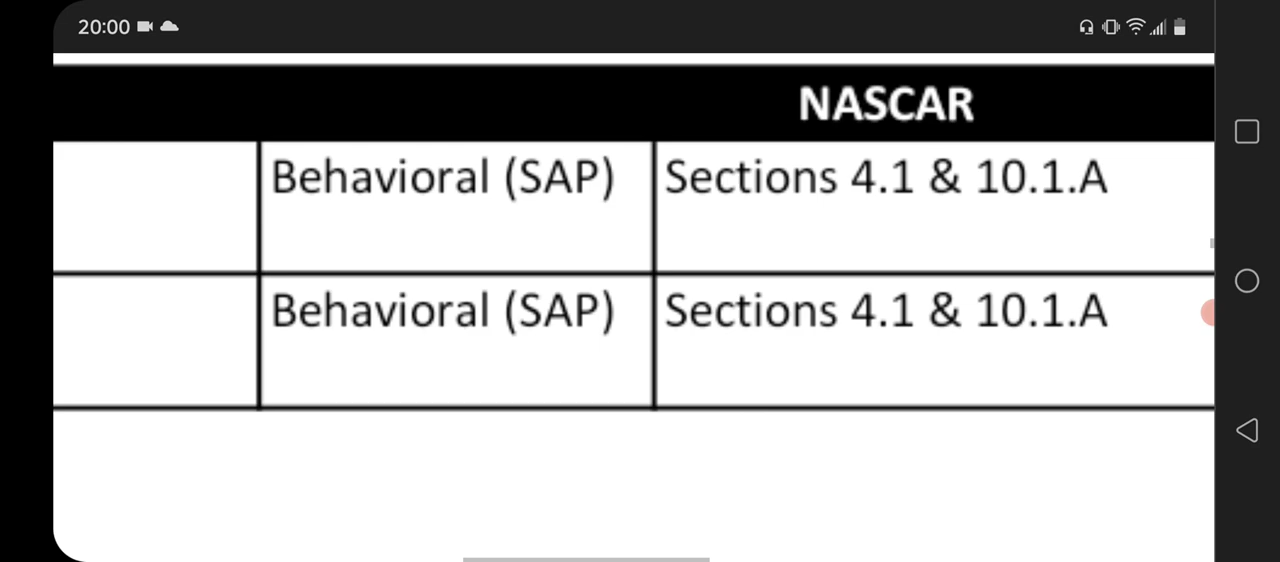 20:00
NASCAR
Behavioral (SAP) Sections 4.1 & 10.1.A
Behavioral (SAP) Sections 4.1 & 10.1.A